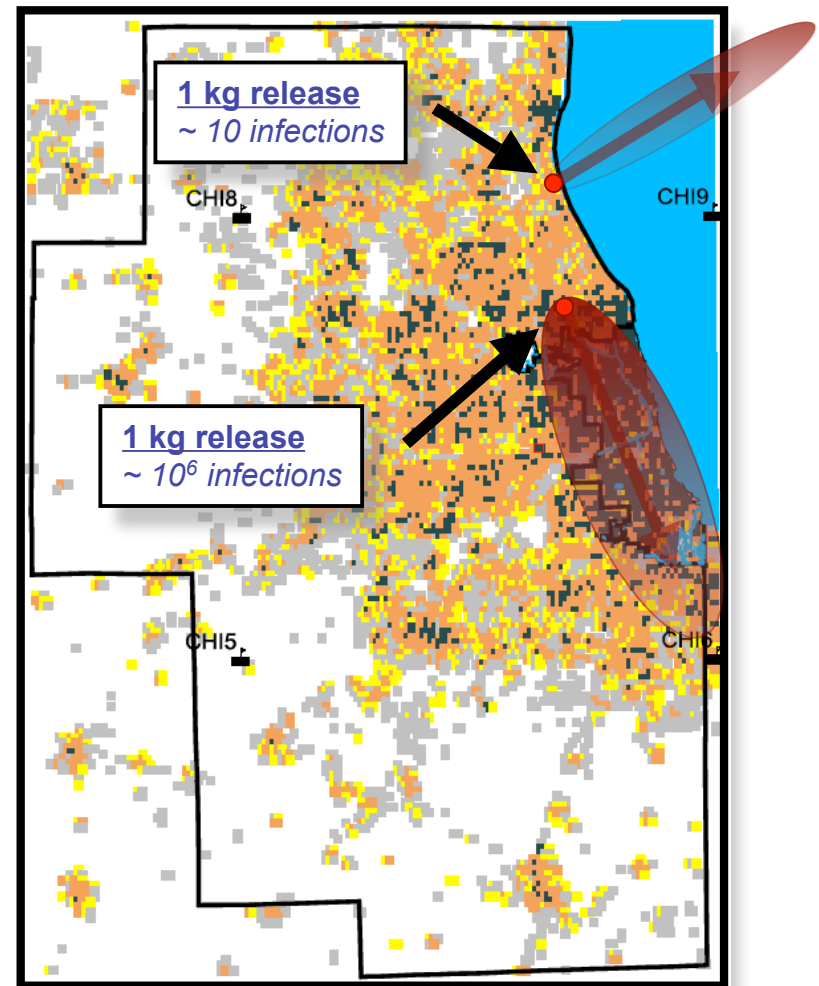 1 kg release
~ 10 infections
CHI8
CHI9
1 kg release
~ 10⁶ infections
CHI5
CHI6